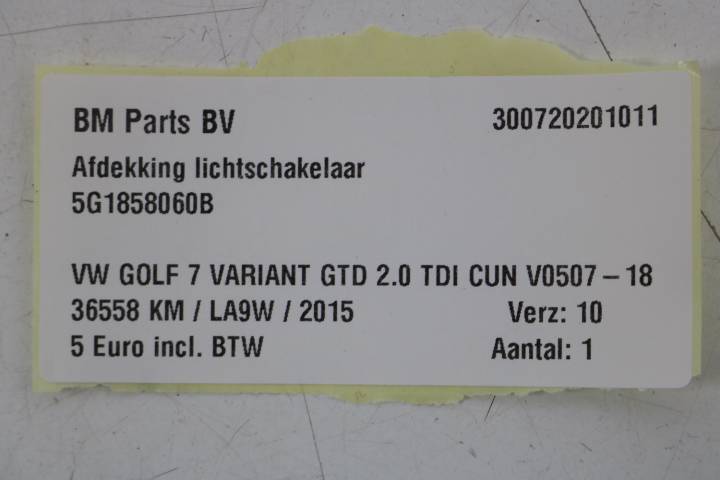 BM Parts BV 300720201011
Afdekking lichtschakelaar
5G1858060B
VW GOLF 7 VARIANT GTD 2.0 TDI CUN V0507 – 18
36558 KM / LA9W / 2015 Verz: 10
5 Euro incl. BTW Aantal: 1